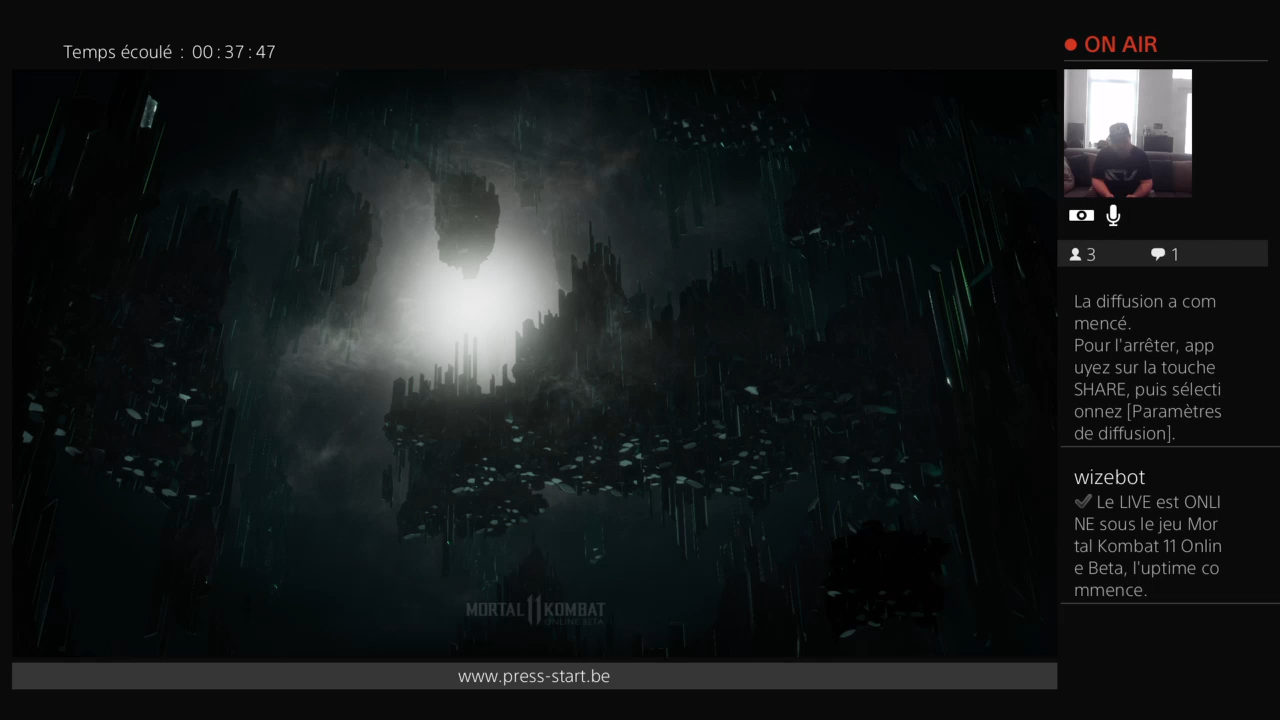 Temps écoulé : 00:37:47
ON AIR
3
1
La diffusion a com
mencé.
Pour l'arrêter, app
uyez sur la touche
SHARE, puis sélecti
onnez [Paramètres
de diffusion].
wizebot
✔ Le LIVE est ONLI
NE sous le jeu Mor
tal Kombat 11 Onlin
e Beta, l'uptime co
mmence.
MORTAL 11 KOMBAT
ONLINE BETA
www.press-start.be